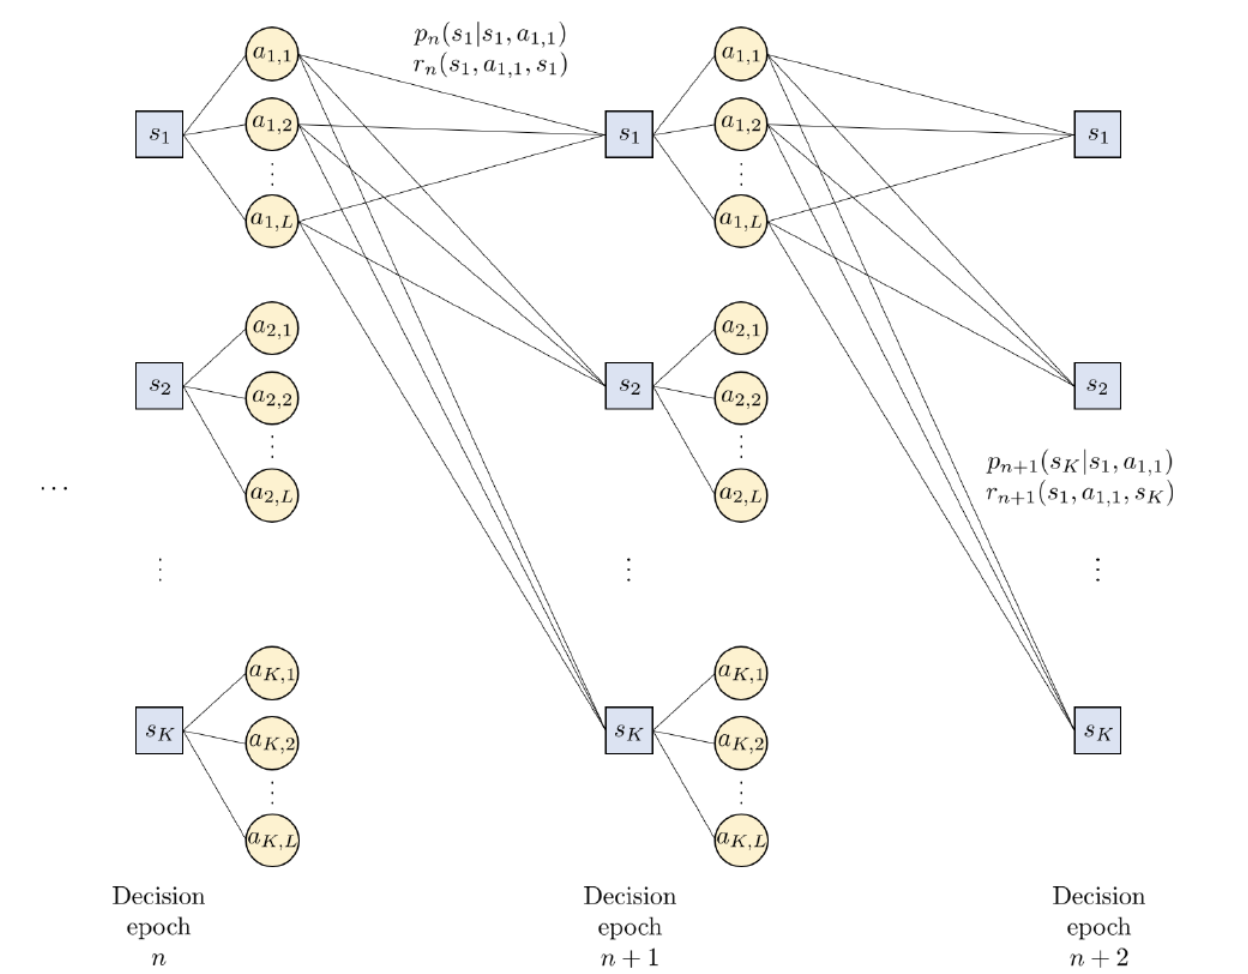 a_{1,1}
p_n(s_1|s_1, a_{1,1})
r_n(s_1, a_{1,1}, s_1)
a_{1,1}
s_1
a_{1,2}
s_1
a_{1,2}
s_1
⋮
⋮
a_{1,L}
a_{1,L}
a_{2,1}
a_{2,1}
s_2
a_{2,2}
s_2
a_{2,2}
s_2
⋮
⋮
p_{n+1}(s_K|s_1, a_{1,1})
r_{n+1}(s_1, a_{1,1}, s_K)
...
a_{2,L}
a_{2,L}
⋮
⋮
⋮
a_{K,1}
a_{K,1}
s_K
a_{K,2}
s_K
a_{K,2}
s_K
⋮
⋮
a_{K,L}
a_{K,L}
Decision
epoch
n
Decision
epoch
n + 1
Decision
epoch
n + 2